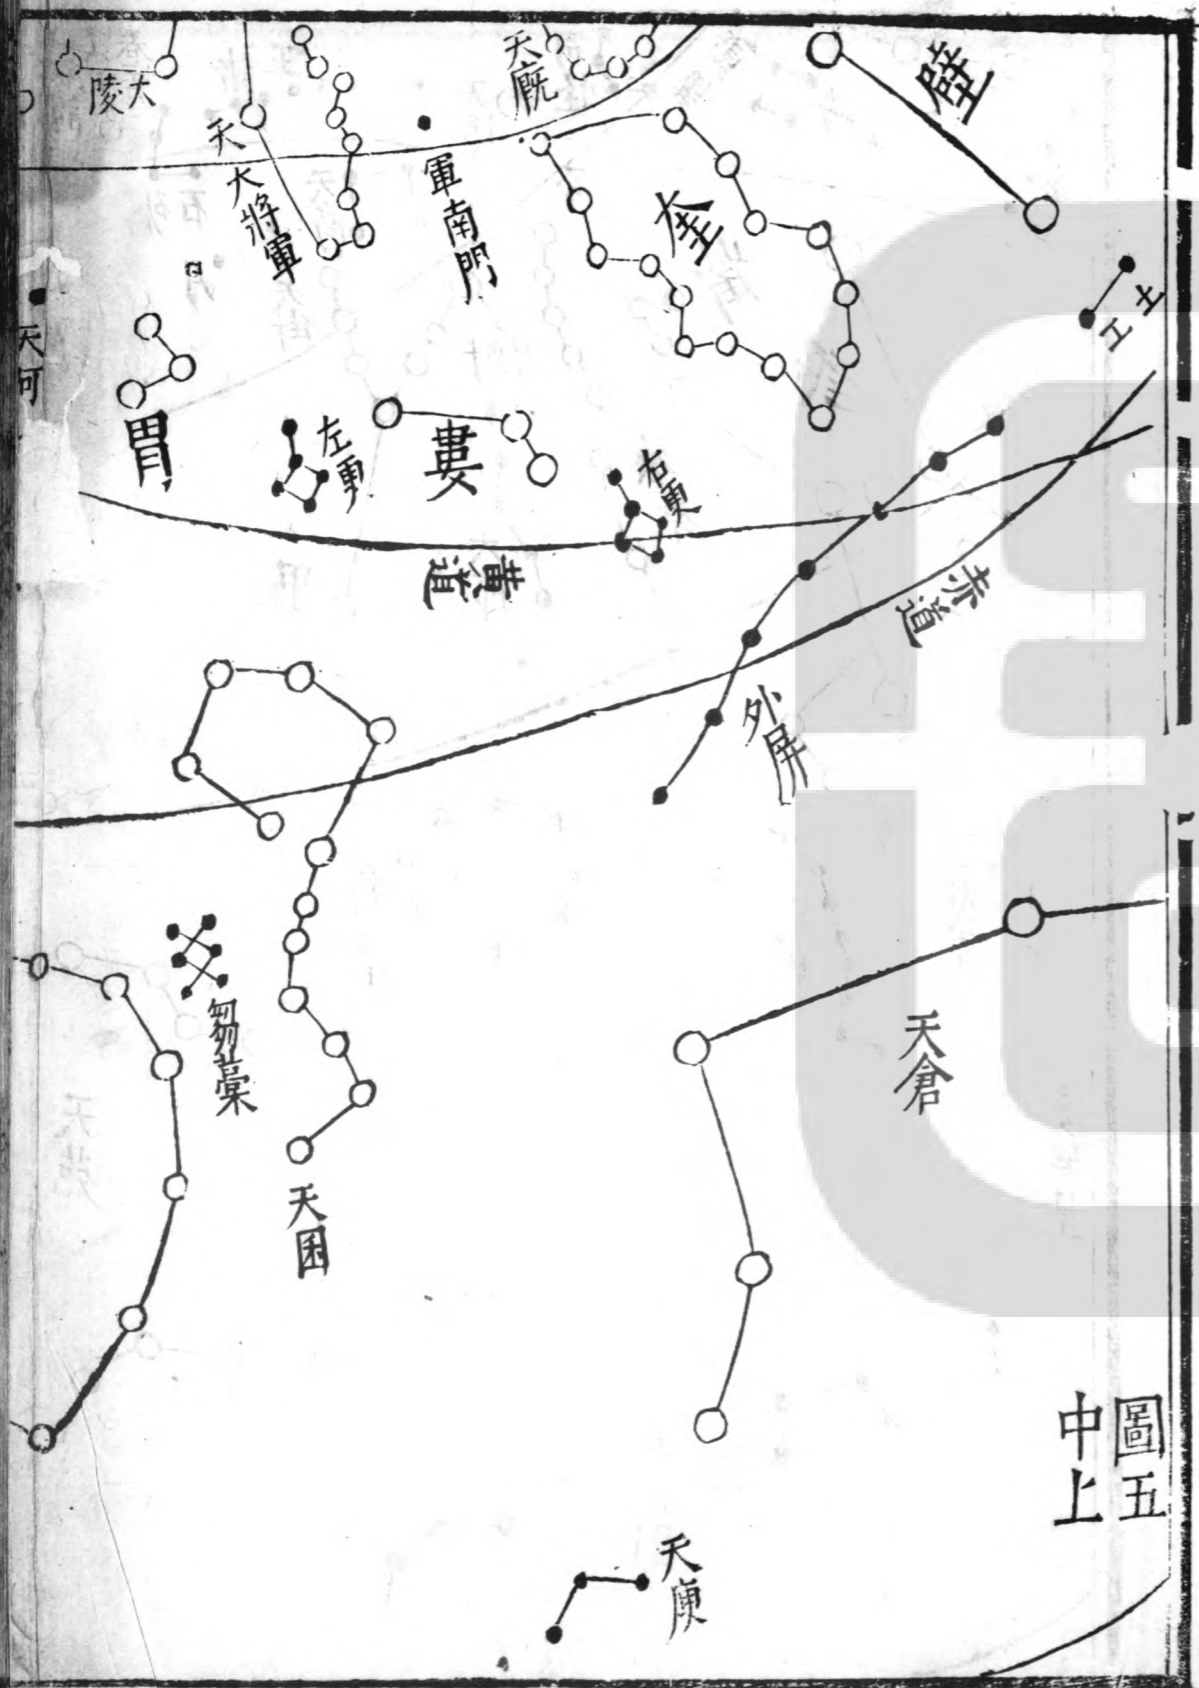 圖五
中上
壁
土工
天廄
奎
軍南門
天大將軍
大陵
天河
胃
左更
婁
右更
黃道
赤道
外屏
天倉
芻藁
天囷
天庾